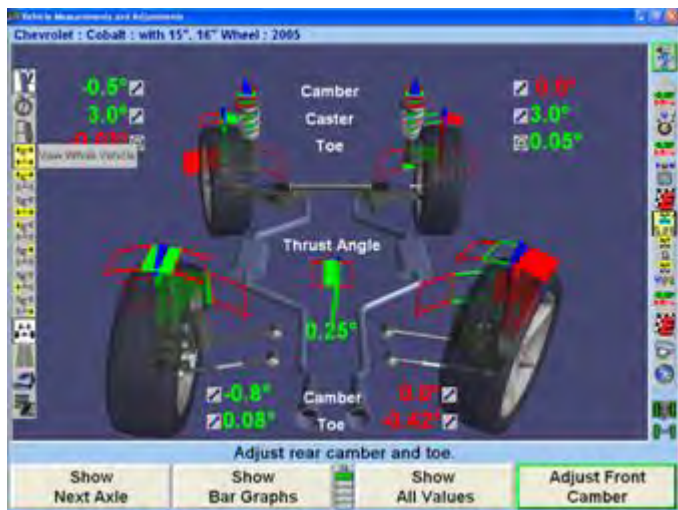 Vehicle Measurements and Adjustments
Chevrolet : Cobalt : with 15", 16" Wheel : 2005
-0.5° Camber 0.0°
3.0° Caster 3.0°
Toe 0.05°
View Whole Vehicle
Thrust Angle
0.25°
-0.8° Camber 0.0°
0.08° Toe -0.42°
Adjust rear camber and toe.
Show Next Axle
Show Bar Graphs
Show All Values
Adjust Front Camber